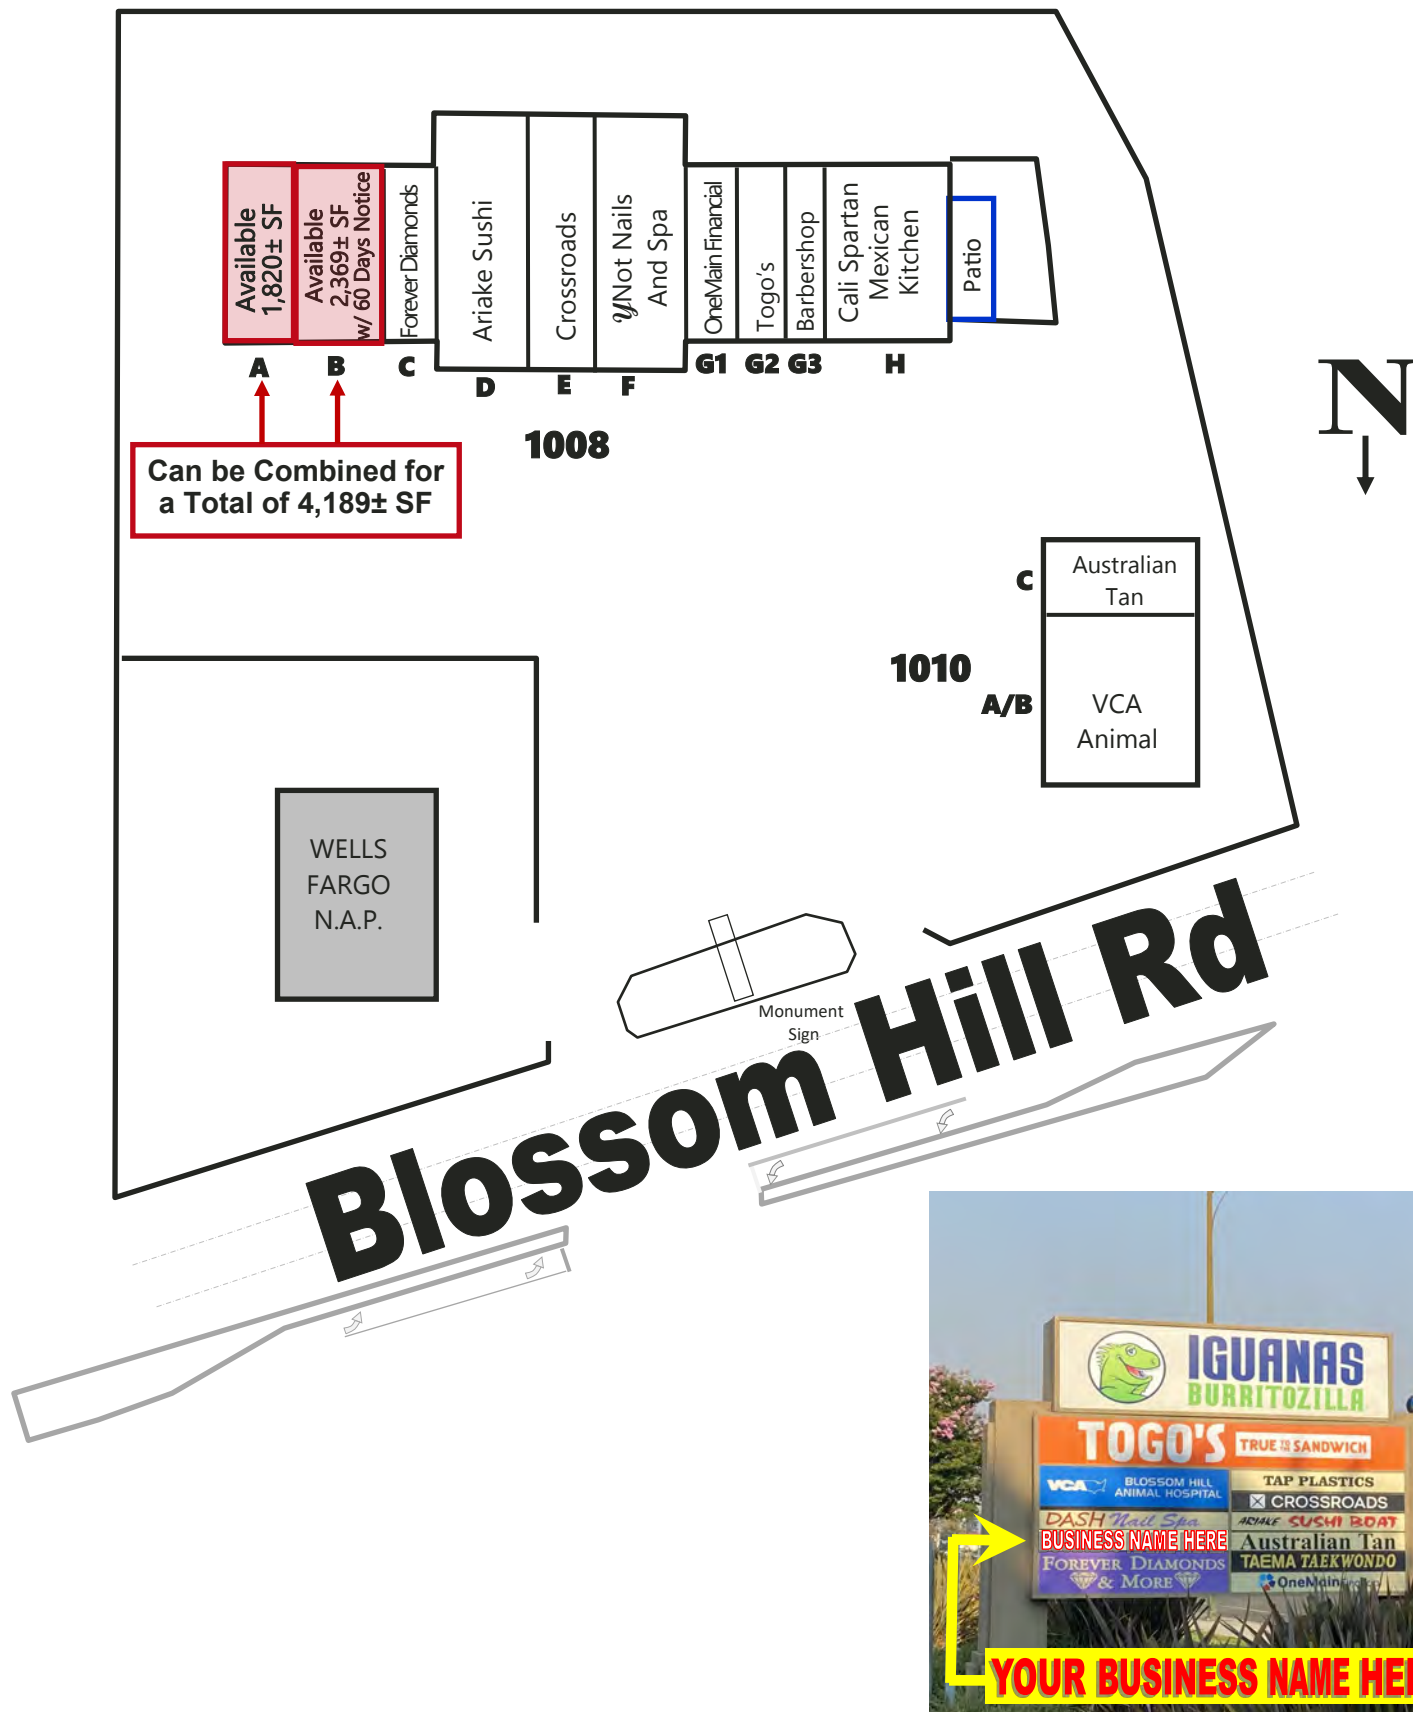 Available
1,820± SF
Available
2,369± SF
w/ 60 Days Notice
Forever Diamonds
Ariake Sushi
Crossroads
YNot Nails
And Spa
OneMain Financial
Togo's
Barbershop
Cali Spartan
Mexican
Kitchen
Patio
A
B
C
D
E
F
G1
G2
G3
H
1008
Can be Combined for
a Total of 4,189± SF
N
C
Australian
Tan
1010
A/B
VCA
Animal
WELLS
FARGO
N.A.P.
Monument
Sign
Blossom Hill Rd
IGUANAS
BURRITOZILLA
TOGO'S
TRUE TO THE SANDWICH
VCA
BLOSSOM HILL
ANIMAL HOSPITAL
TAP PLASTICS
CROSSROADS
DASH Nail Spa
ARIAKE SUSHI BOAT
BUSINESS NAME HERE
Australian Tan
FOREVER DIAMONDS
& MORE
TAEMA TAEKWONDO
OneMain Financial
YOUR BUSINESS NAME HE